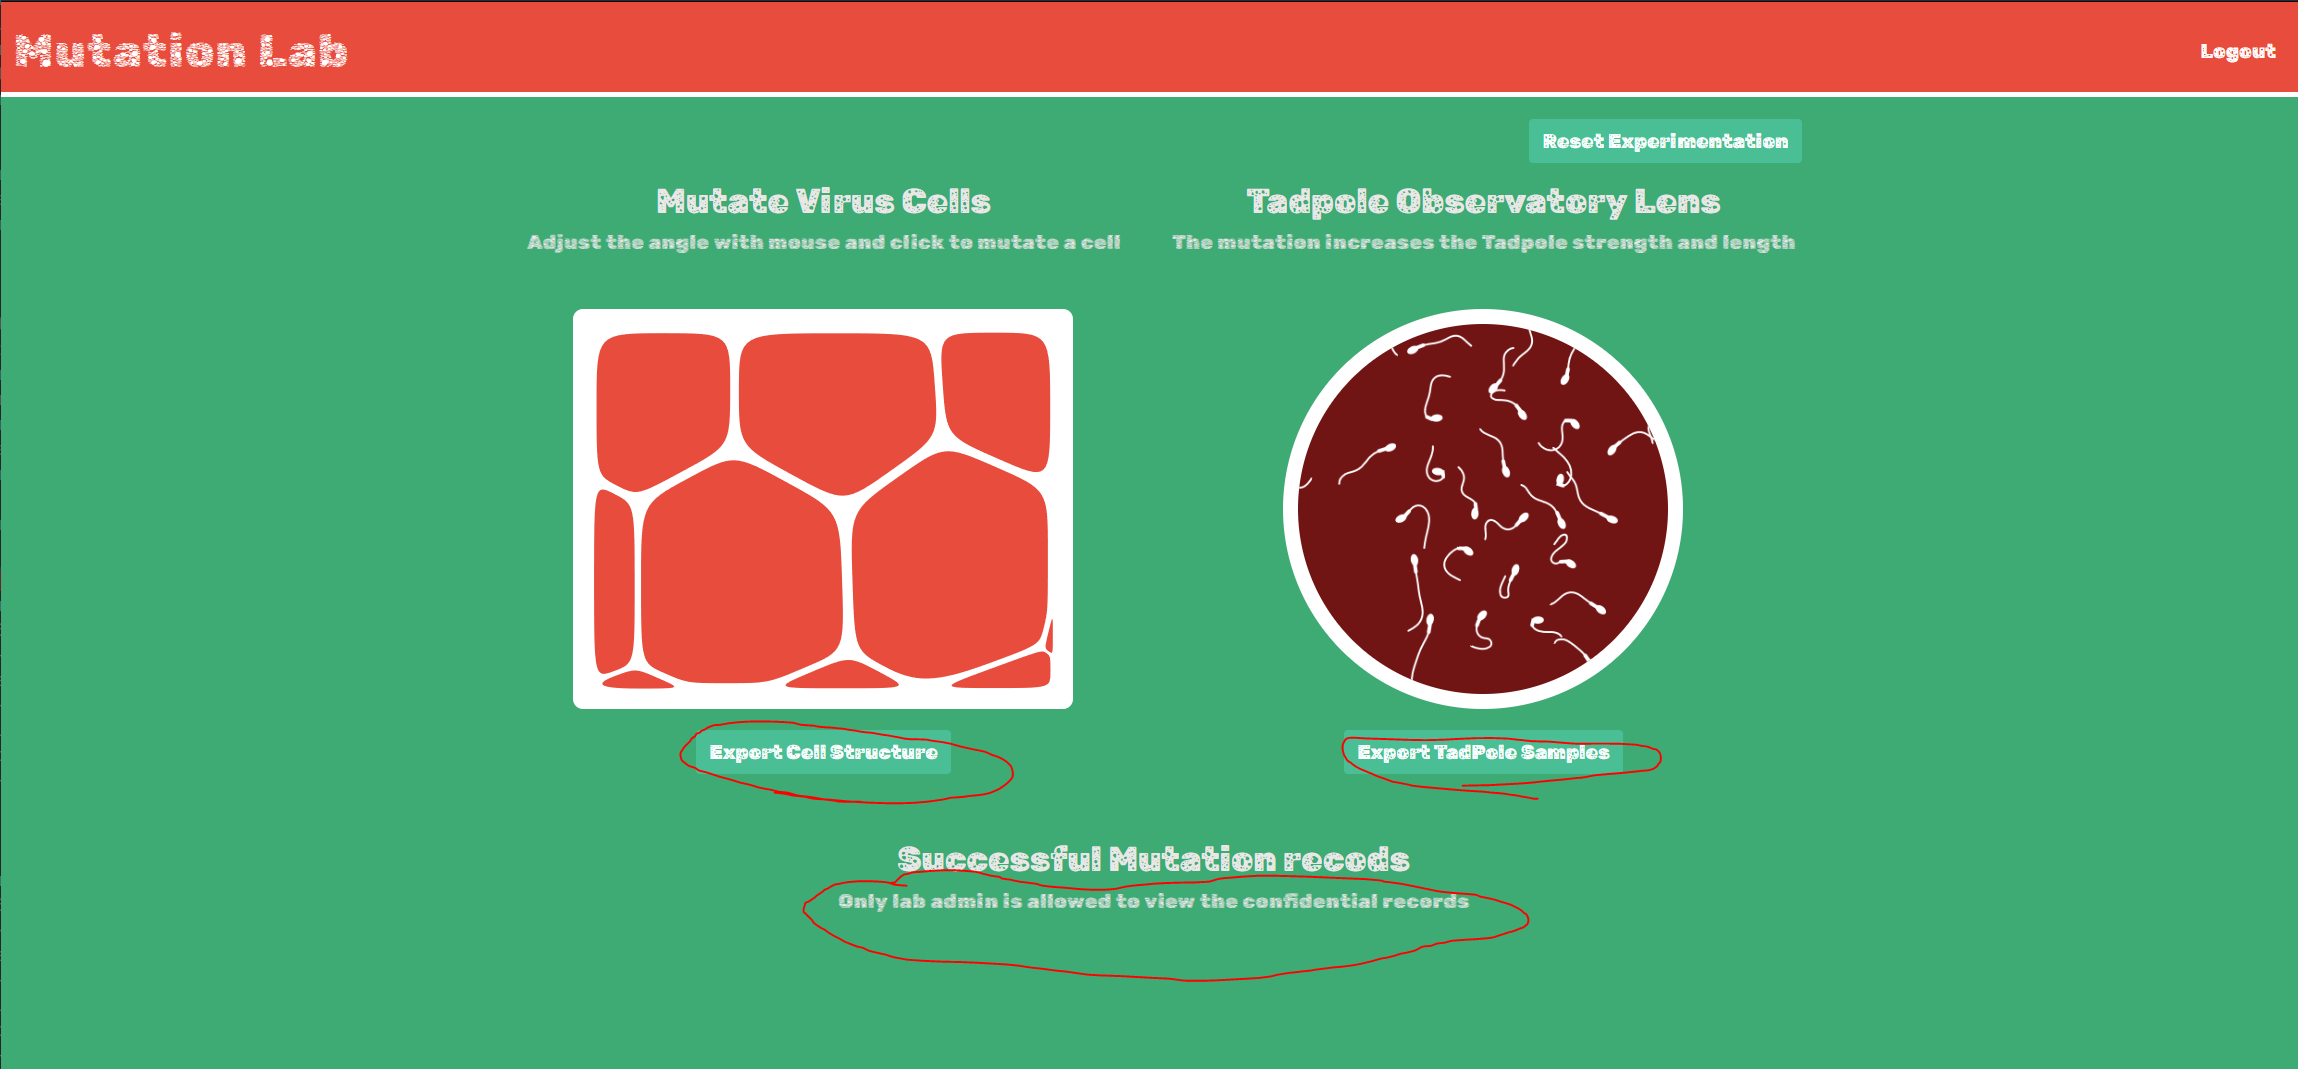 Mutation Lab
Logout
Reset Experimentation
Mutate Virus Cells
Adjust the angle with mouse and click to mutate a cell
Tadpole Observatory Lens
The mutation increases the Tadpole strength and length
Export Cell Structure
Export TadPole Samples
Successful Mutation recods
Only lab admin is allowed to view the confidential records